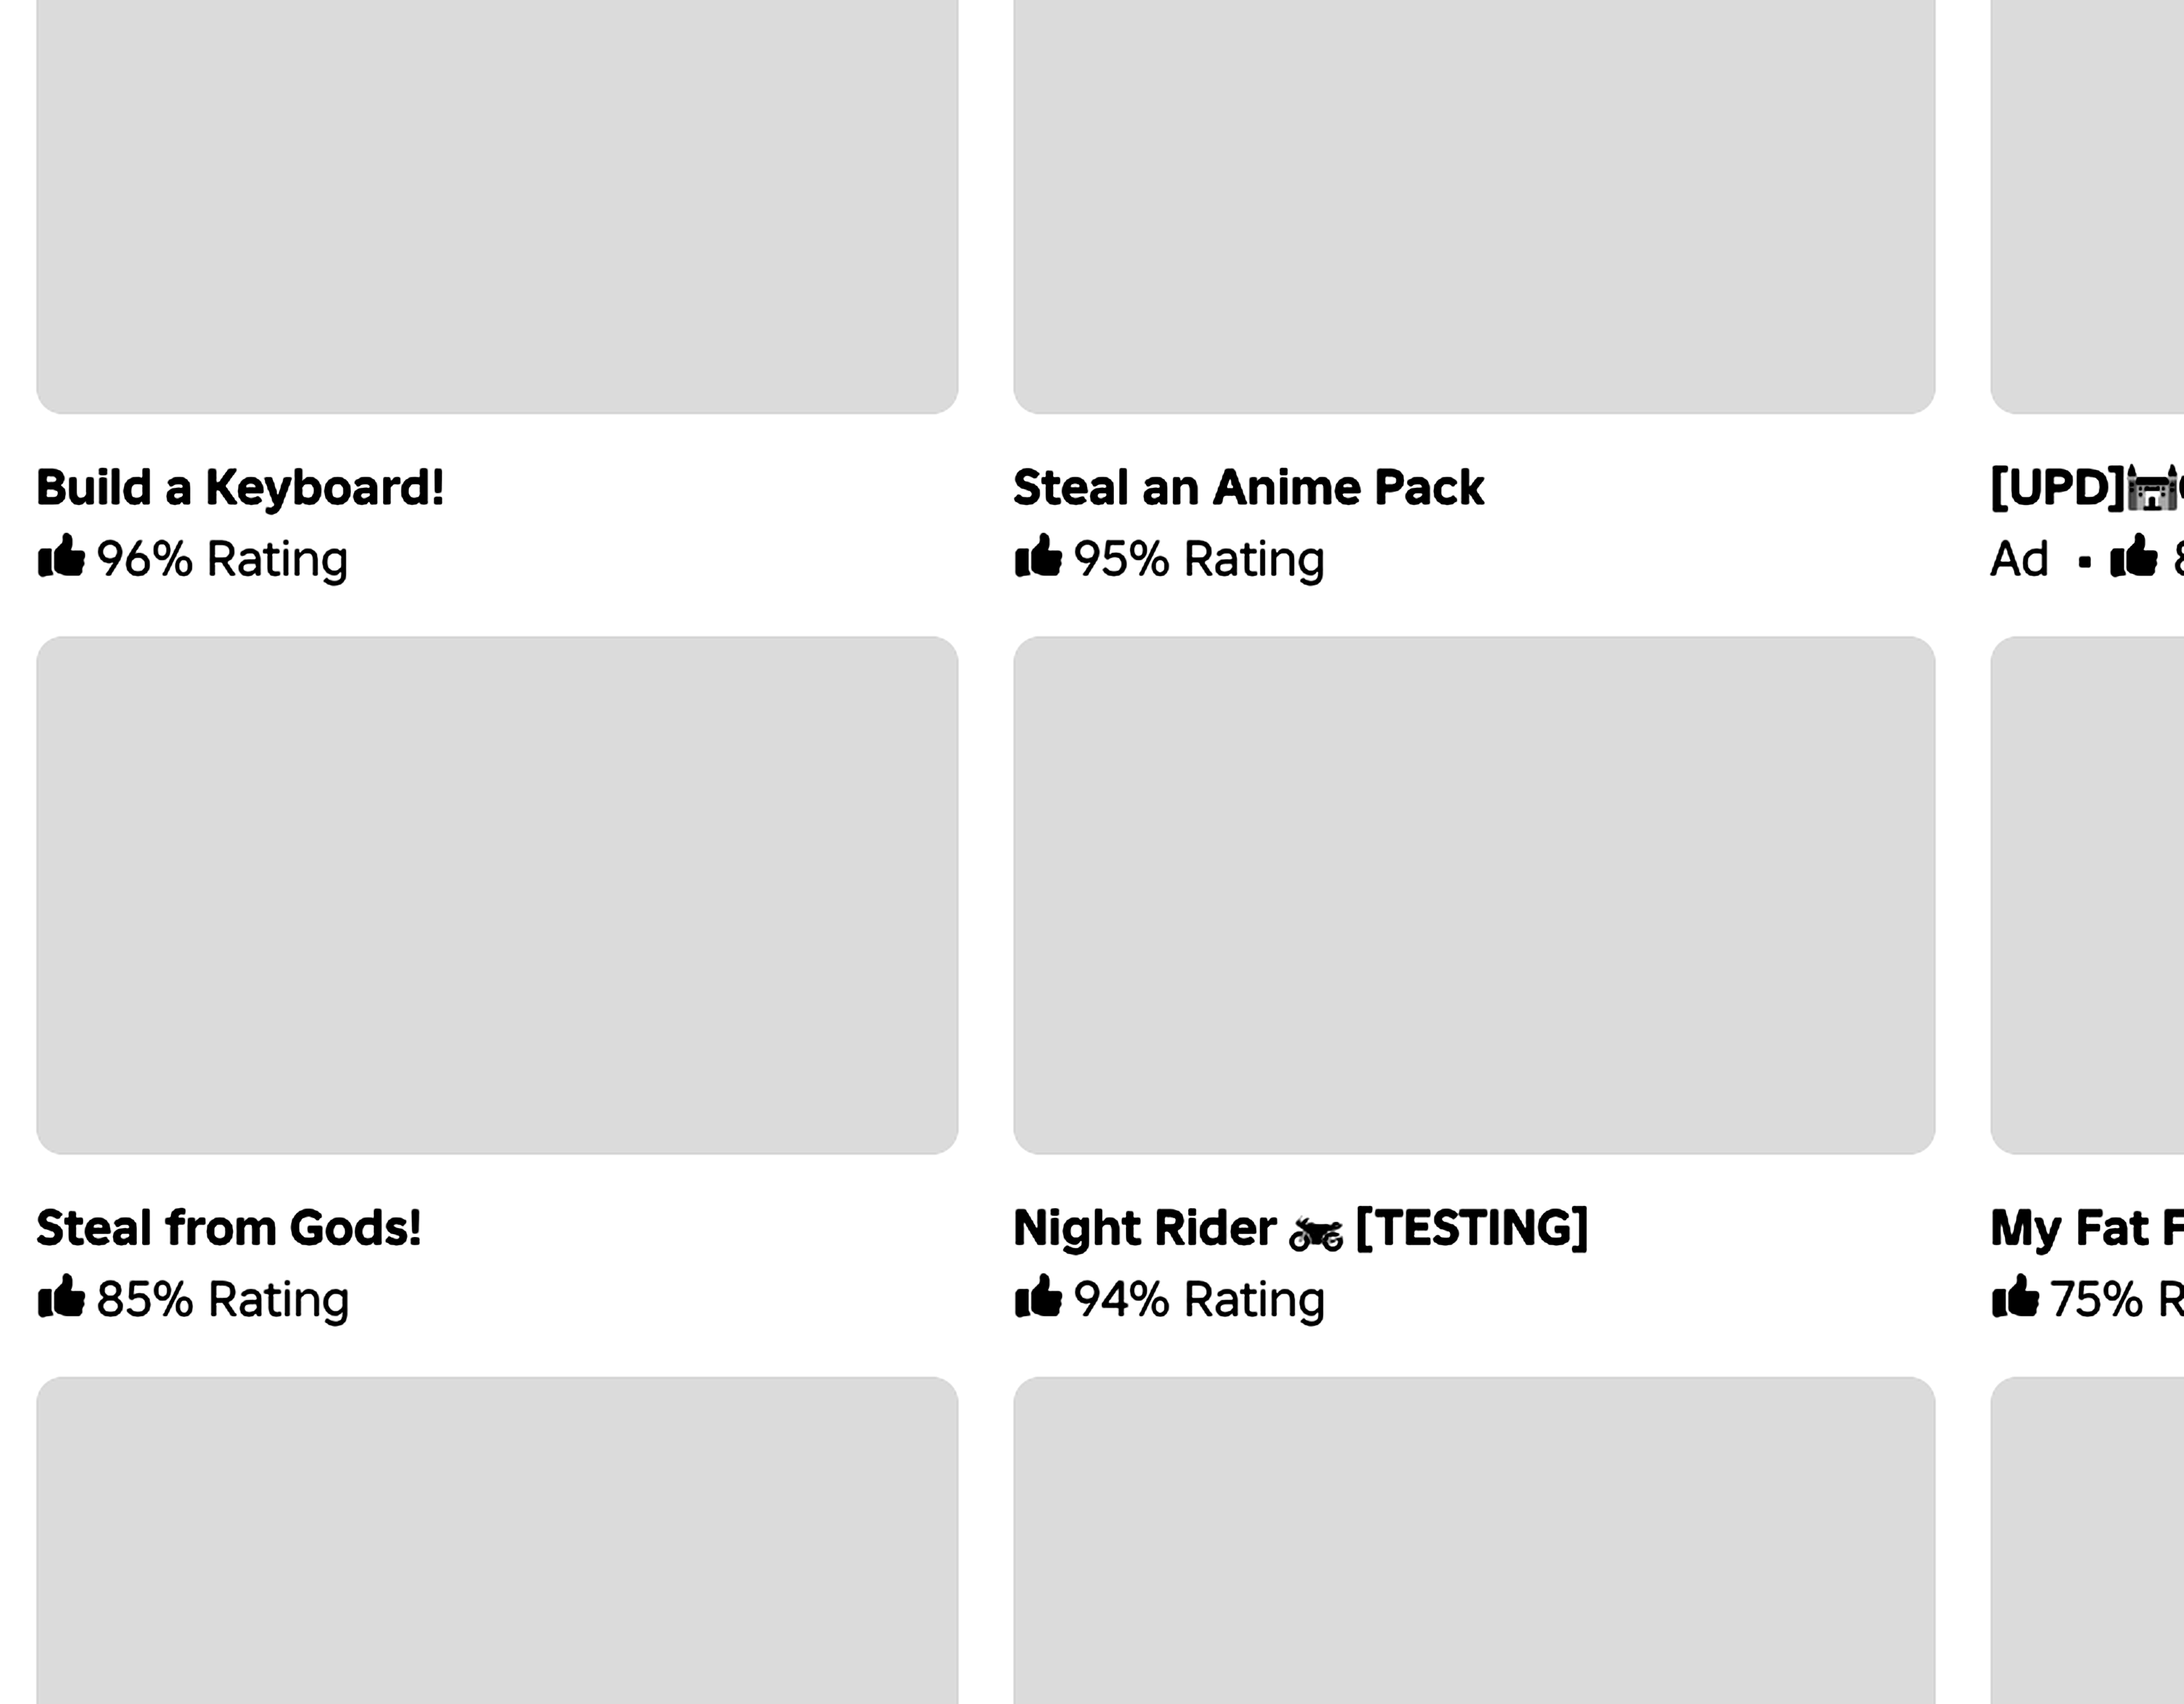 Build a Keyboard!
96% Rating
Steal an Anime Pack
95% Rating
[UPD]
Ad
Steal from Gods!
85% Rating
Night Rider 🏍 [TESTING]
94% Rating
My Fat
75%